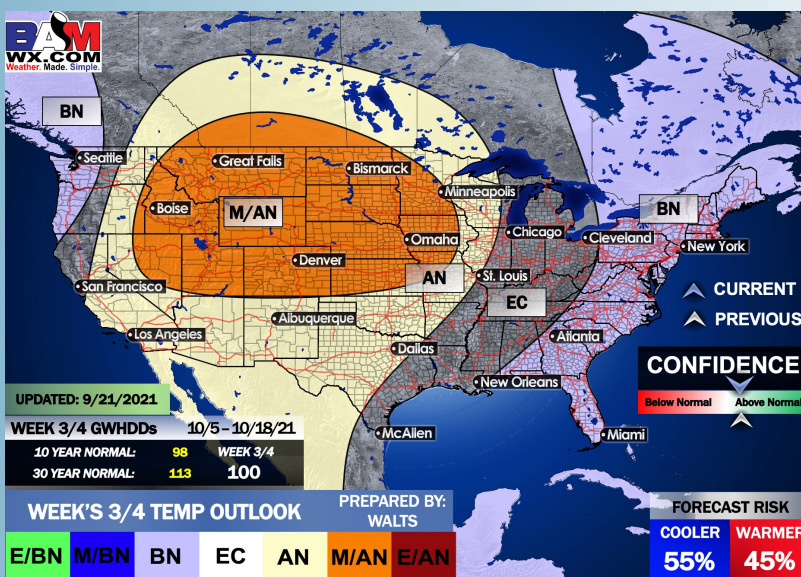 BAM
WX.COM
Weather. Made. Simple.
BN
Seattle
Great Falls
Bismarck
Minneapolis
Boise
M/AN
BN
Omaha
Chicago
Cleveland
New York
Denver
AN
St. Louis
San Francisco
EC
CURRENT
Albuquerque
PREVIOUS
Los Angeles
Dallas
Atlanta
CONFIDENCE
New Orleans
Below Normal Above Normal
UPDATED: 9/21/2021
WEEK 3/4 GWHDDs 10/5 - 10/18/21
McAllen
Miami
10 YEAR NORMAL: 98 WEEK 3/4
30 YEAR NORMAL: 113 100
WEEK'S 3/4 TEMP OUTLOOK
PREPARED BY:
WALTS
FORECAST RISK
COOLER WARMER
55% 45%
E/BN M/BN BN EC AN M/AN E/AN